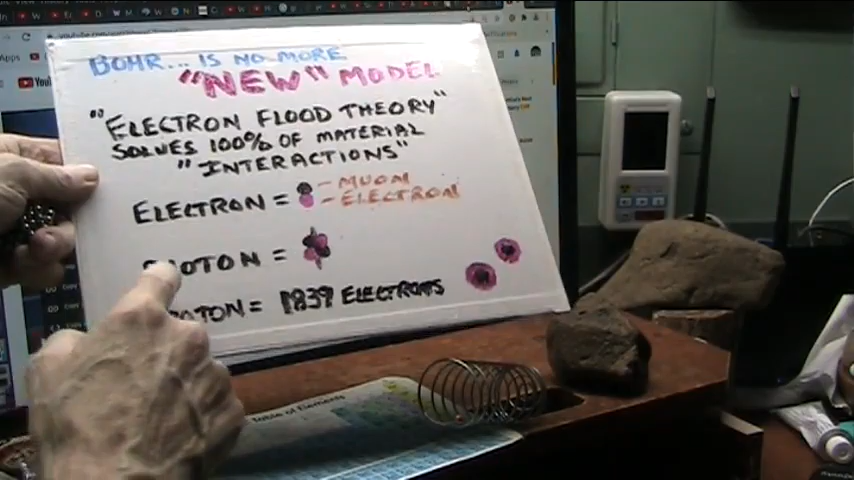 BOHR... IS NO MORE
"NEW" MODEL
"ELECTRON FLOOD THEORY"
SOLVES 100% OF MATERIAL
"INTERACTIONS"
ELECTRON = - MUON
- ELECTRON
=
= 1839 ELECTRONS
Table of Elements
Apps